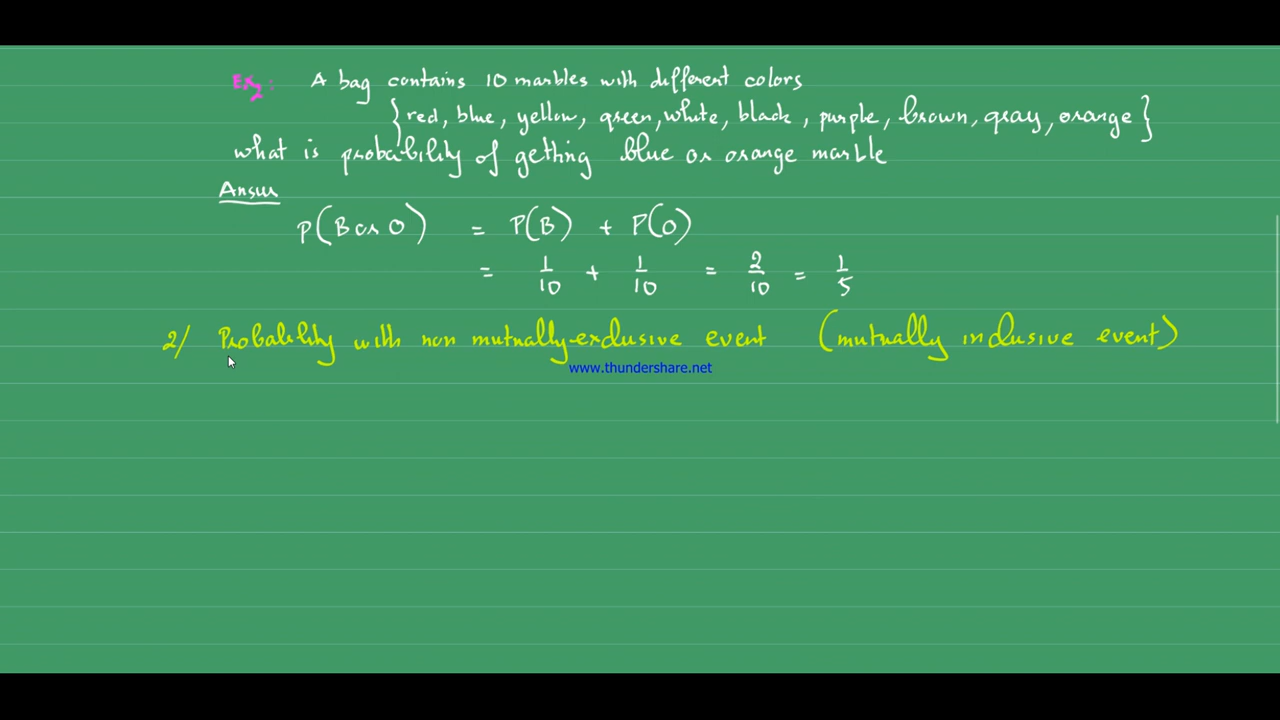 Ex: A bag contains 10 marbles with different colors
{red, blue, yellow, green, white, black, purple, brown, gray, orange}
what is probability of getting blue or orange marble
Answer
P(B or O) = P(B) + P(O)
= 1/10 + 1/10 = 2/10 = 1/5
2/ Probability with non mutually-exclusive event (mutually inclusive event)
www.thundershare.net